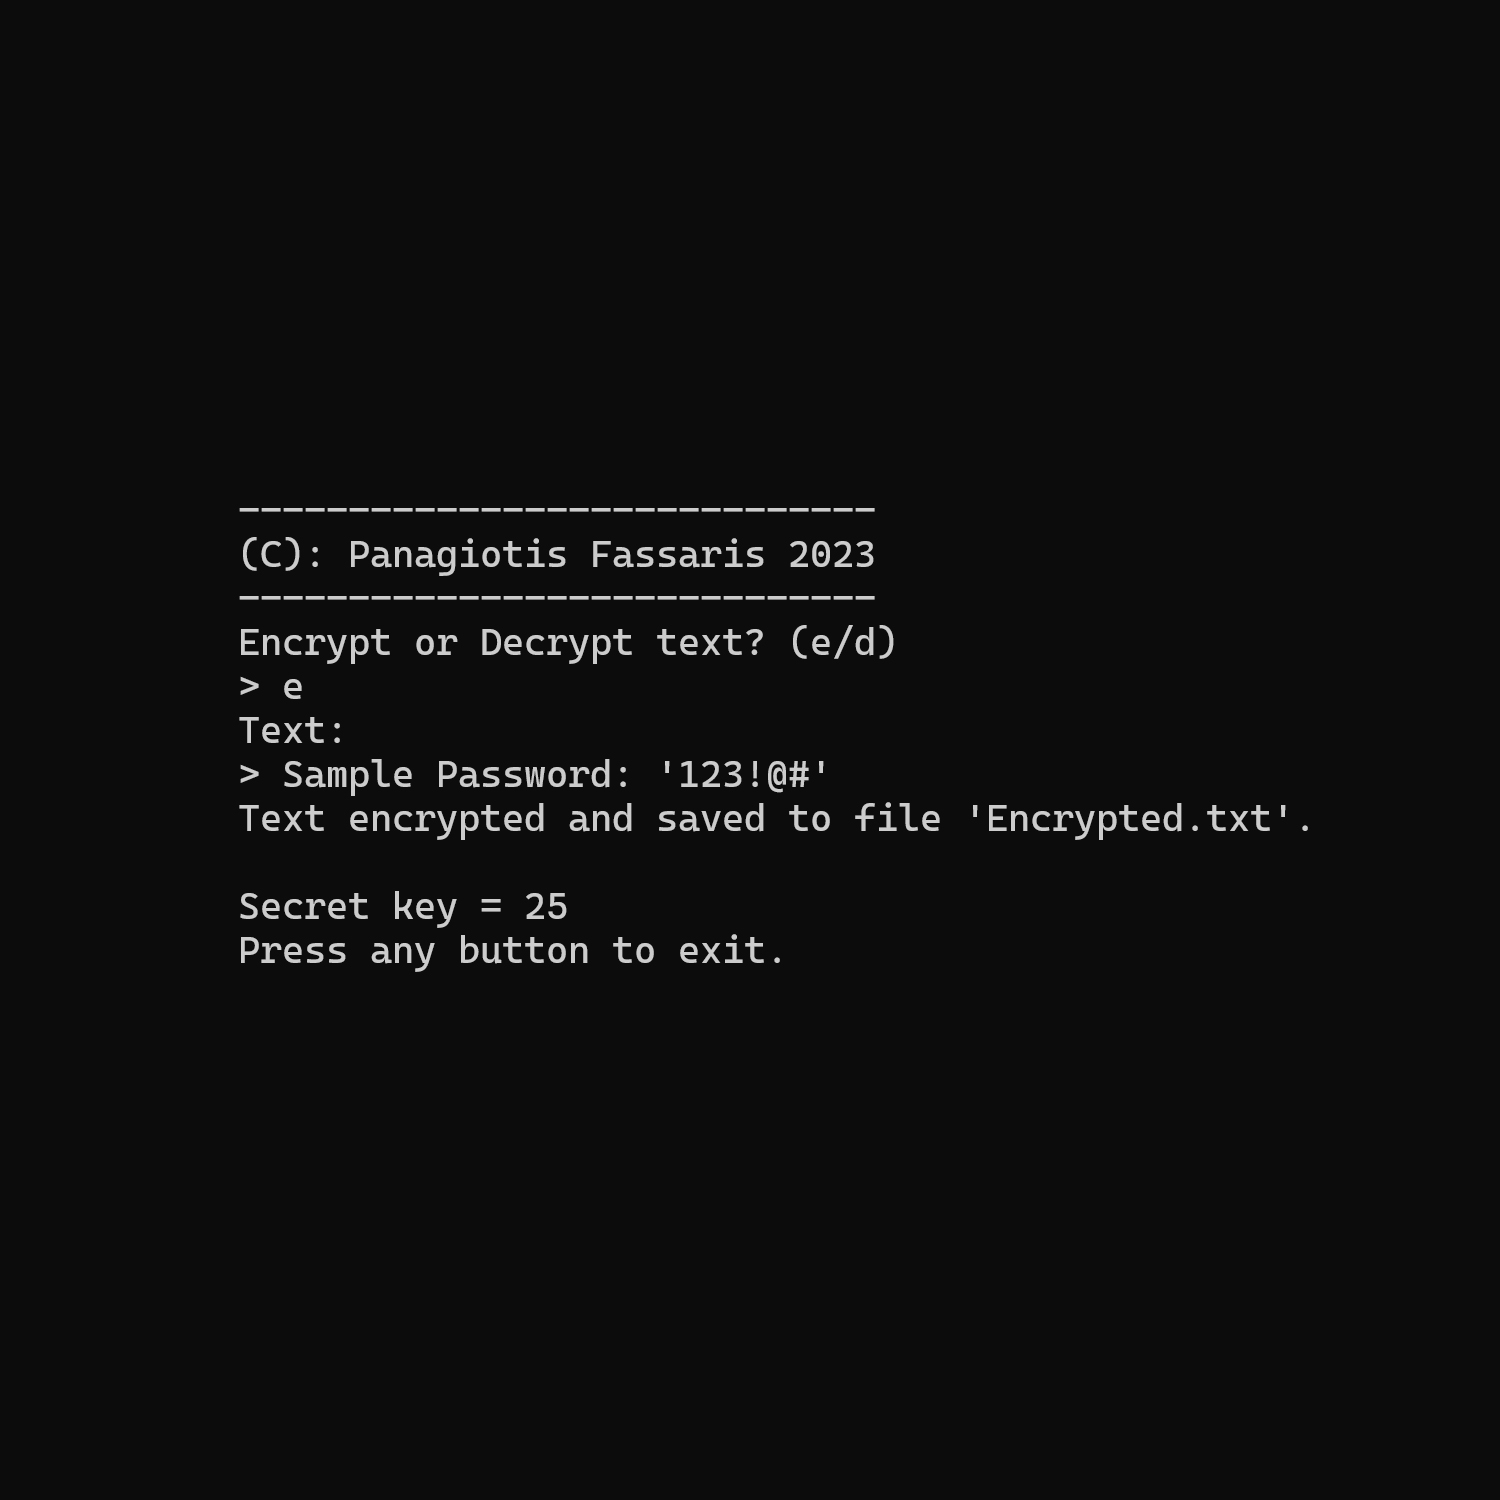 -----------------------------
(C): Panagiotis Fassaris 2023
-----------------------------
Encrypt or Decrypt text? (e/d)
> e
Text:
> Sample Password: '123!@#'
Text encrypted and saved to file 'Encrypted.txt'.

Secret key = 25
Press any button to exit.